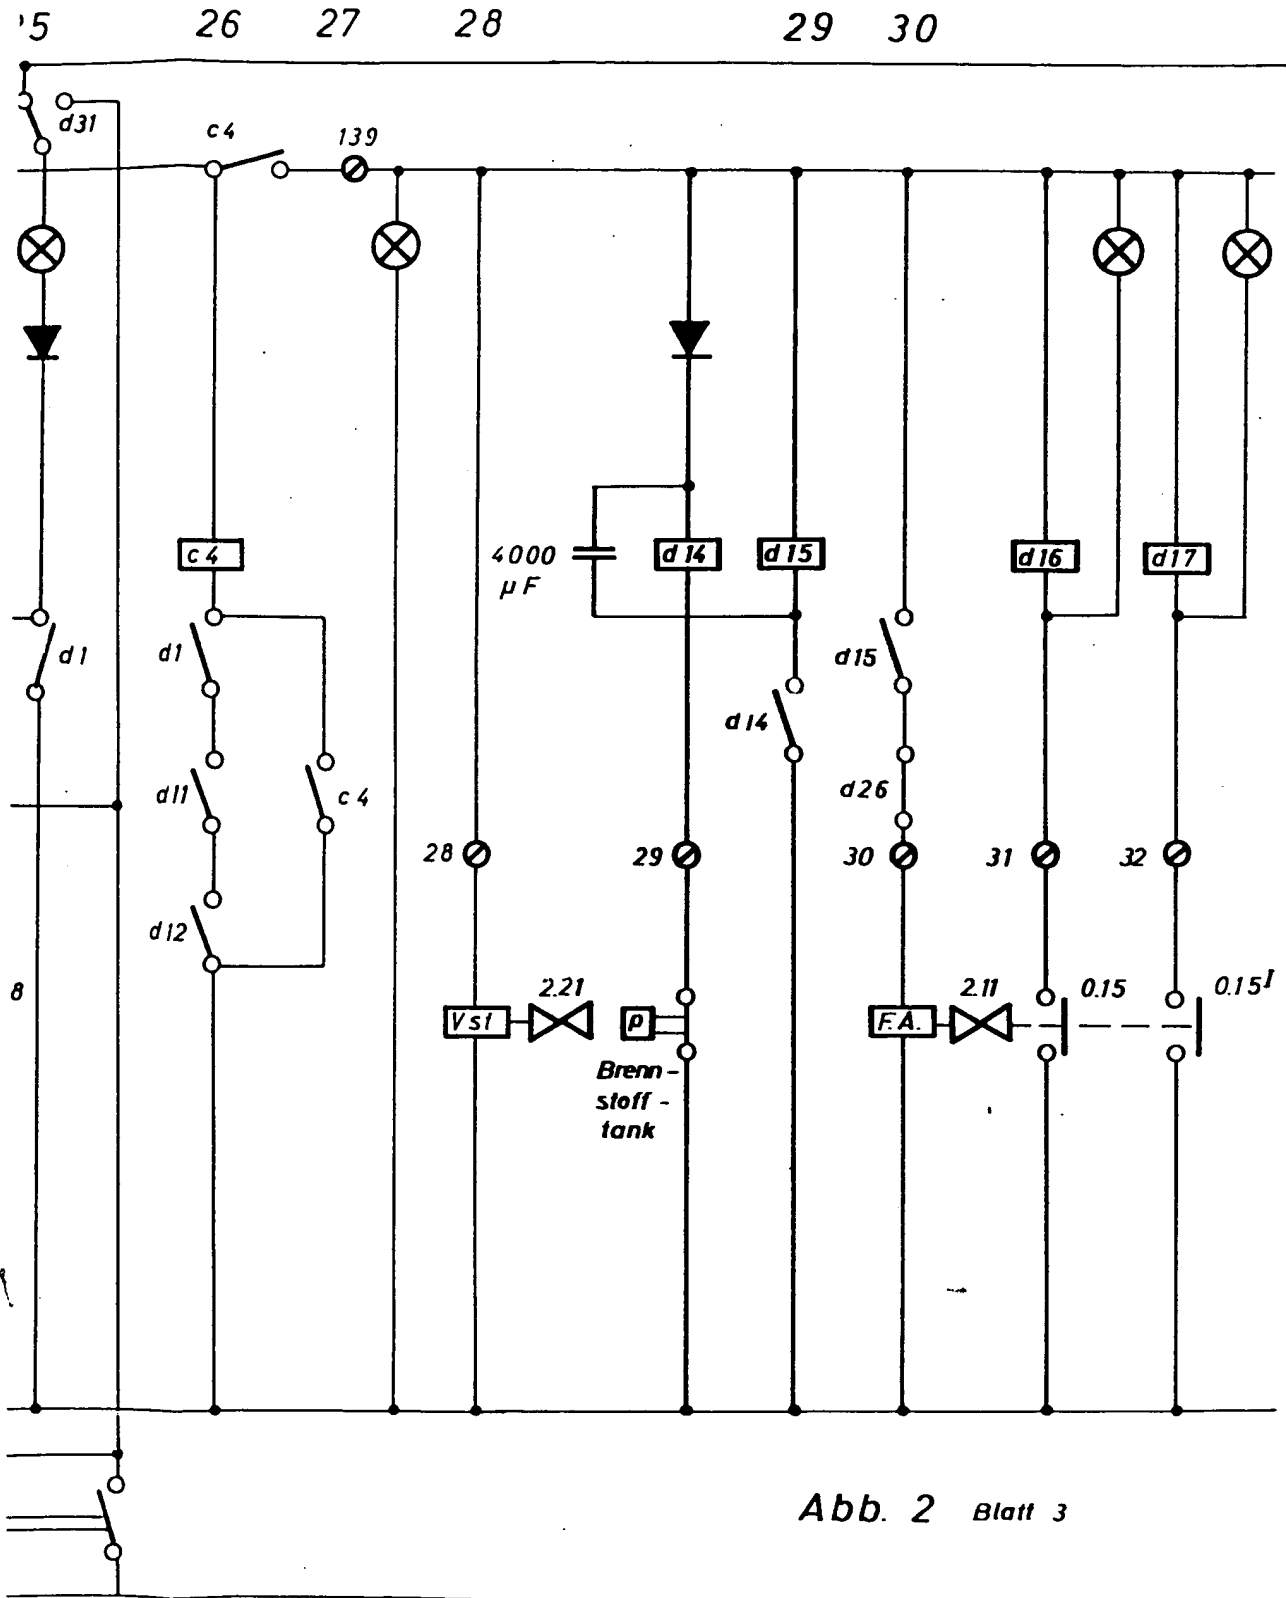 '5 26 27 28 29 30
d31
c4
139
c4
4000
µF
d14
d15
d16
d17
d1
d1
d15
d14
d11
c4
d26
28
29
30
31
32
d12
8
Vst
2.21
P
F.A.
2.11
0.15
0.15I
Brenn-
stoff-
tank
Abb. 2 Blatt 3